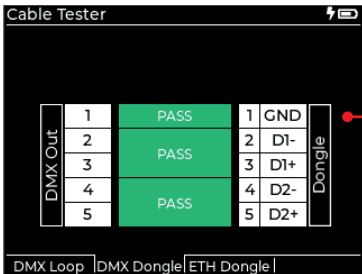 Cable Tester
DMX Out
1 PASS 1 GND
2 PASS 2 D1-
3 3 D1+
4 PASS 4 D2-
5 5 D2+
Dongle
DMX Loop DMX Dongle ETH Dongle